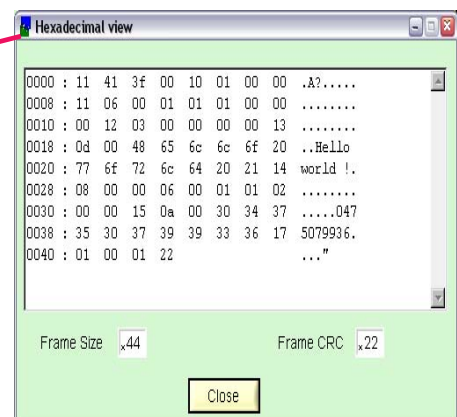 Hexadecimal view
0000 : 11 41 3f 00 10 01 00 00 .A?.....
0008 : 11 06 00 01 01 01 00 00 ........
0010 : 00 12 03 00 00 00 00 13 ........
0018 : 0d 00 48 65 6c 6c 6f 20 ..Hello
0020 : 77 6f 72 6c 64 20 21 14 world !.
0028 : 08 00 00 06 00 01 01 02 ........
0030 : 00 00 15 0a 00 30 34 37 .....047
0038 : 35 30 37 39 39 33 36 17 5079936.
0040 : 01 00 01 22 ..."
Frame Size x44 Frame CRC x22
Close